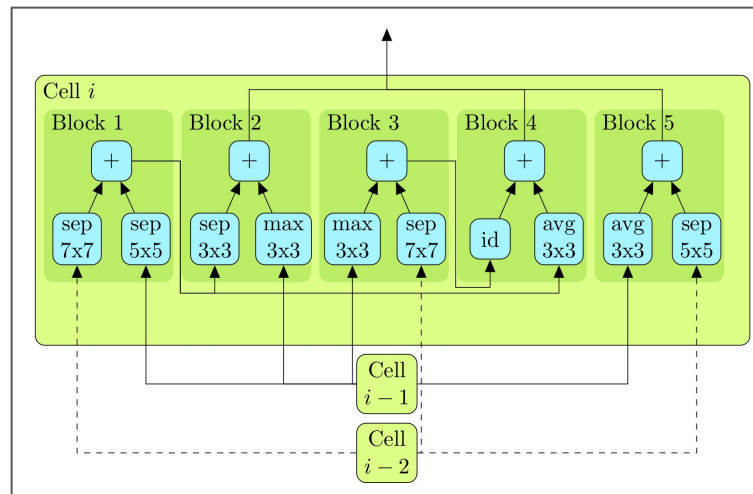 Cell i
Block 1
Block 2
Block 3
Block 4
Block 5
+
+
+
+
+
sep
7x7
sep
5x5
sep
3x3
max
3x3
max
3x3
sep
7x7
id
avg
3x3
avg
3x3
sep
5x5
Cell
i − 1
Cell
i − 2